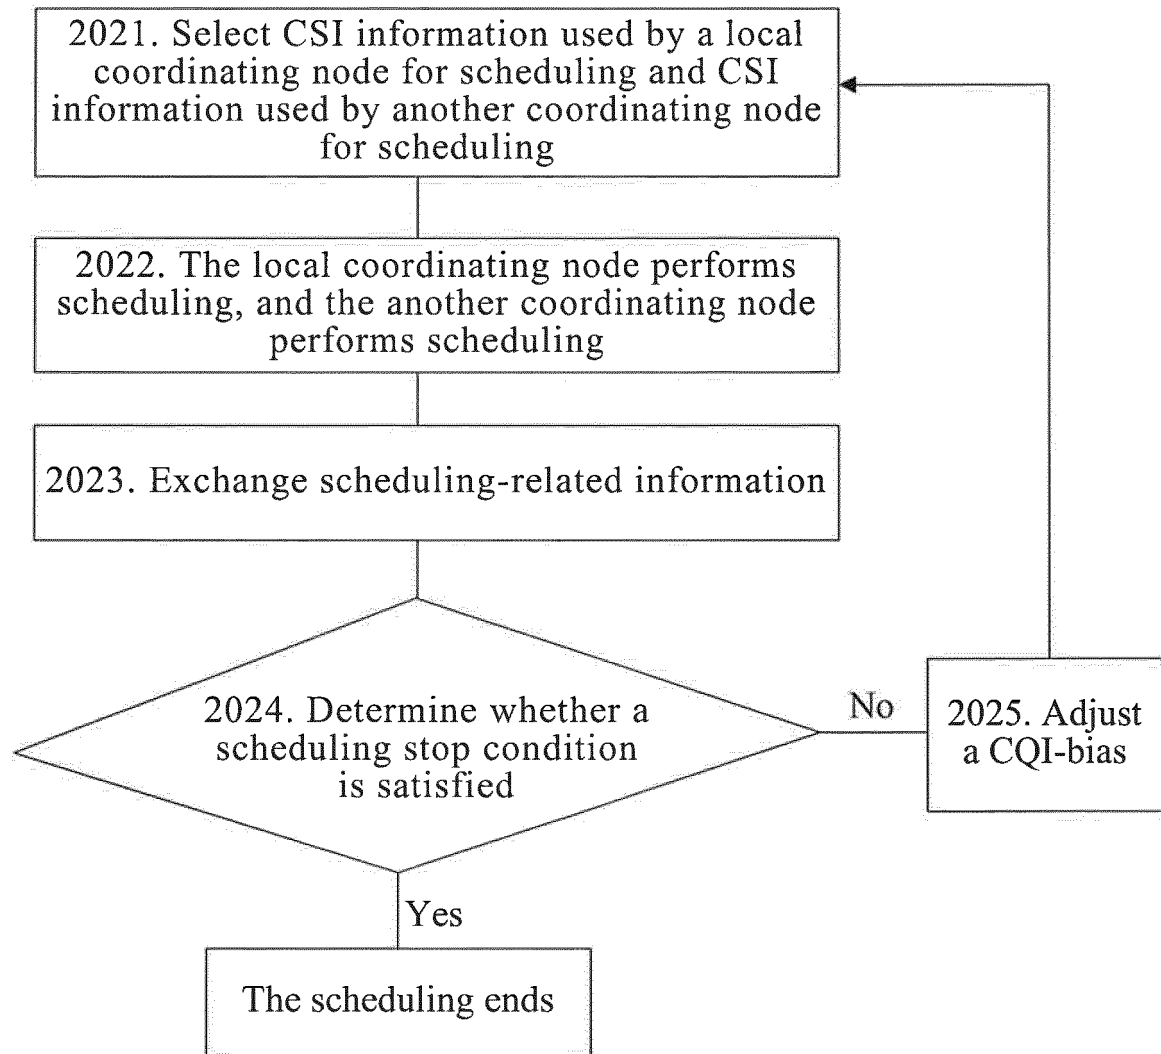 2021. Select CSI information used by a local
coordinating node for scheduling and CSI
information used by another coordinating node
for scheduling
2022. The local coordinating node performs
scheduling, and the another coordinating node
performs scheduling
2023. Exchange scheduling-related information
2024. Determine whether a
scheduling stop condition
is satisfied
No
2025. Adjust
a CQI-bias
Yes
The scheduling ends